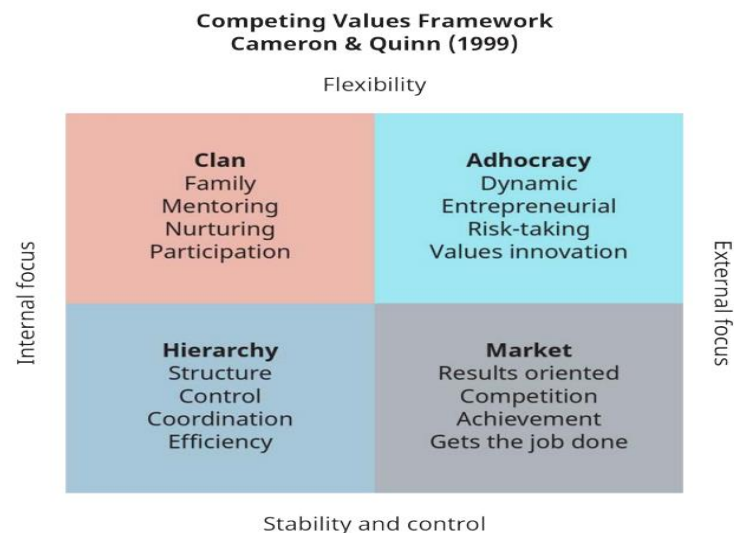 Competing Values Framework
Cameron & Quinn (1999)
Flexibility
Internal focus
Clan
Family
Mentoring
Nurturing
Participation
Adhocracy
Dynamic
Entrepreneurial
Risk-taking
Values innovation
External focus
Hierarchy
Structure
Control
Coordination
Efficiency
Market
Results oriented
Competition
Achievement
Gets the job done
Stability and control